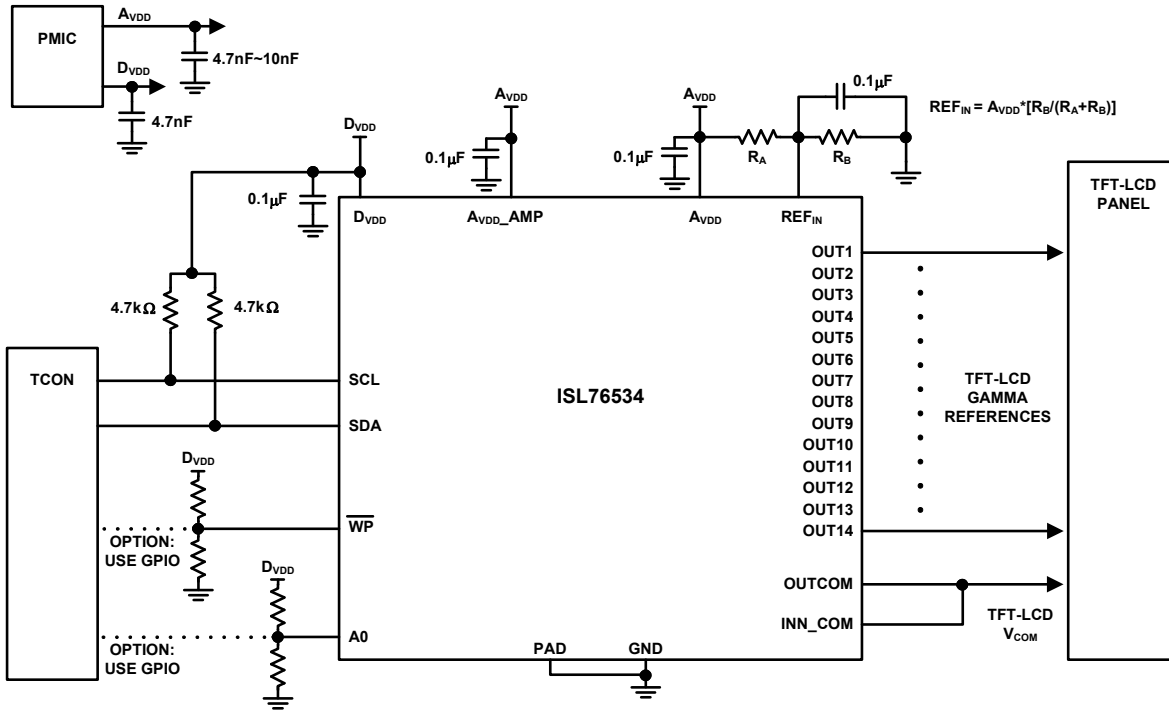 PMIC
AVDD
4.7nF~10nF
DVDD
4.7nF
DVDD
0.1µF
AVDD
0.1µF
AVDD
0.1µF
RA
0.1µF
RB
REFIN = AVDD*[RB/(RA+RB)]
4.7kΩ
4.7kΩ
DVDD
AVDD_AMP
AVDD
REFIN
TCON
SCL
SDA
WP
A0
DVDD
OPTION:
USE GPIO
DVDD
OPTION:
USE GPIO
ISL76534
PAD
GND
OUT1
OUT2
OUT3
OUT4
OUT5
OUT6
OUT7
OUT8
OUT9
OUT10
OUT11
OUT12
OUT13
OUT14
OUTCOM
INN_COM
TFT-LCD
GAMMA
REFERENCES
TFT-LCD
VCOM
TFT-LCD
PANEL